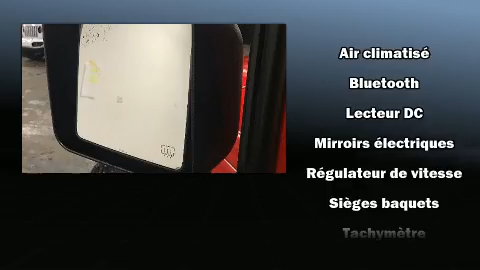 Air climatisé
Bluetooth
Lecteur DC
Mirroirs électriques
Régulateur de vitesse
Sièges baquets
Tachymètre